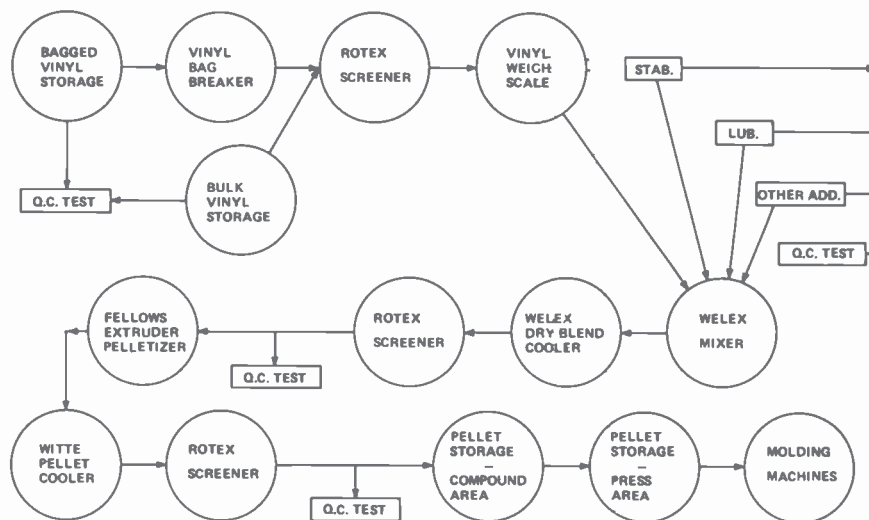 BAGGED
VINYL
STORAGE
VINYL
BAG
BREAKER
ROTEX
SCREENER
VINYL
WEIGH
SCALE
STAB.
LUB.
OTHER ADD.
Q.C. TEST
Q.C. TEST
BULK
VINYL
STORAGE
FELLOWS
EXTRUDER
PELLETIZER
Q.C. TEST
ROTEX
SCREENER
WELEX
DRY BLEND
COOLER
WELEX
MIXER
WITTE
PELLET
COOLER
ROTEX
SCREENER
Q.C. TEST
PELLET
STORAGE
–
COMPOUND
AREA
PELLET
STORAGE
–
PRESS
AREA
MOLDING
MACHINES